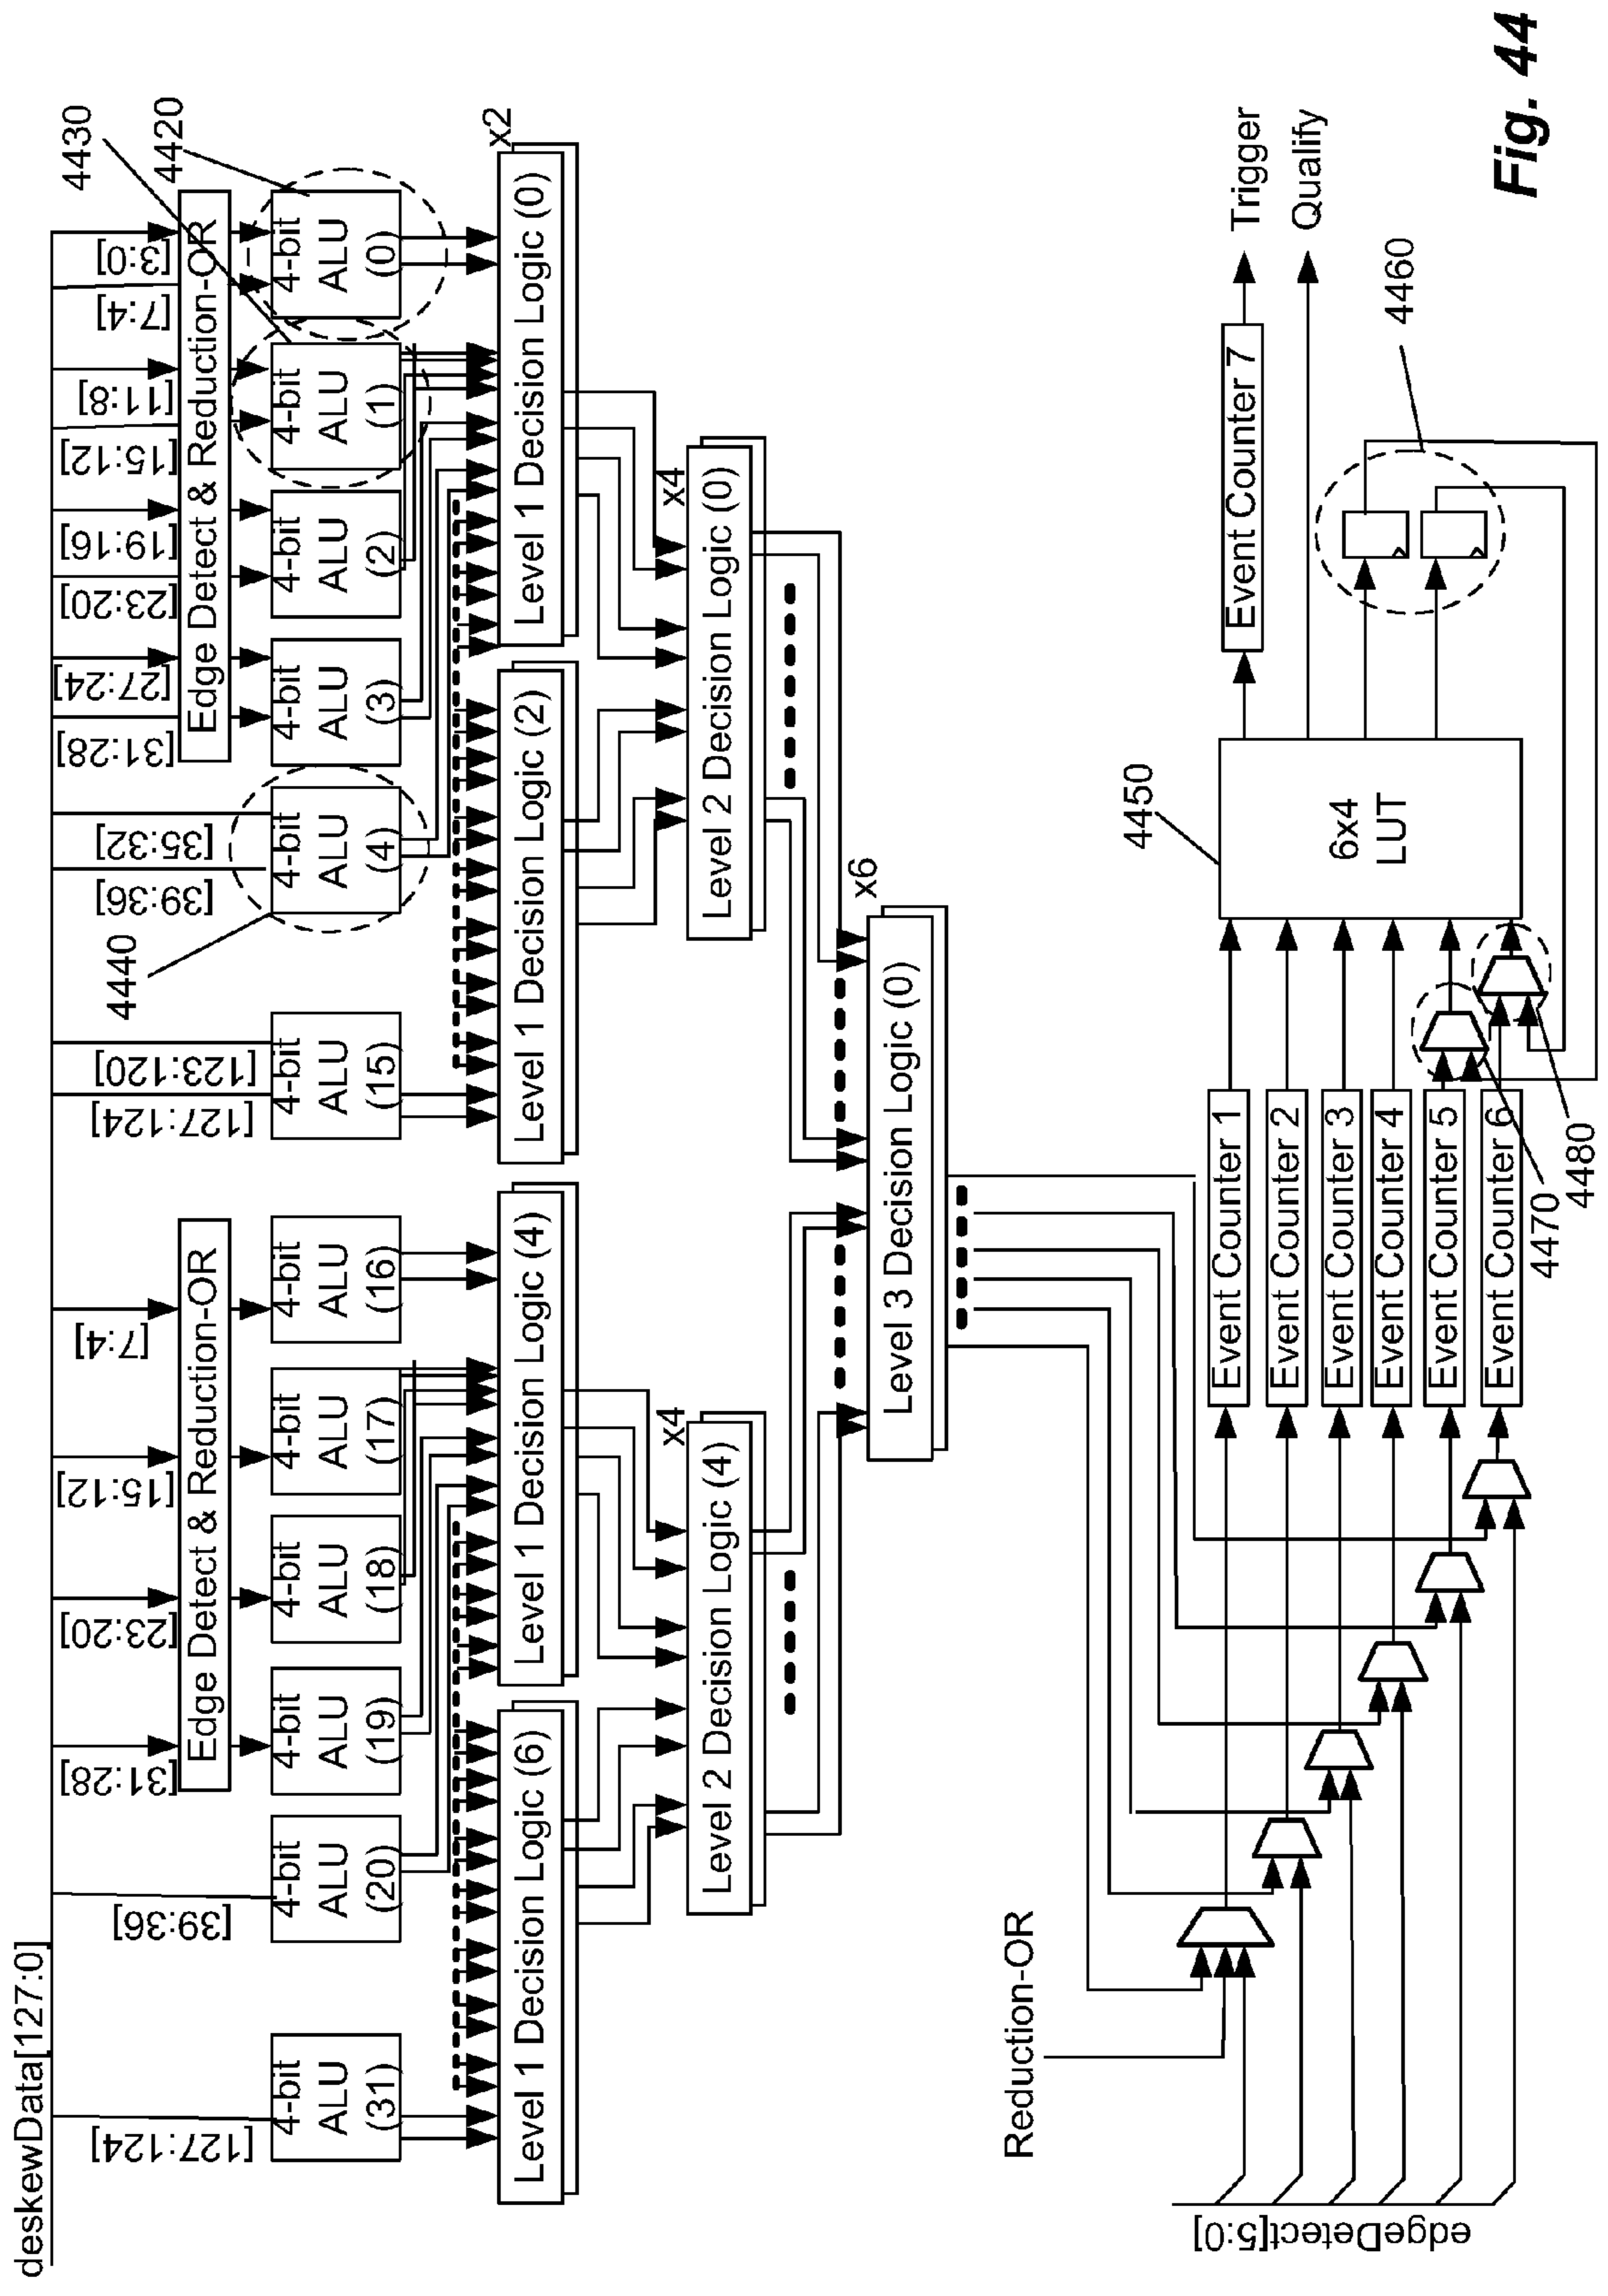 deskewData[127:0]
[127:124]
[39:36]
[31:28]
[23:20]
[15:12]
[7:4]
[127:124]
[123:120]
[39:36]
[35:32]
[31:28]
[27:24]
[23:20]
[19:16]
[15:12]
[11:8]
[7:4]
[3:0]
4440
4430
4420
Edge Detect & Reduction-OR
Edge Detect & Reduction-OR
4-bit
ALU
(31)
4-bit
ALU
(20)
4-bit
ALU
(19)
4-bit
ALU
(18)
4-bit
ALU
(17)
4-bit
ALU
(16)
4-bit
ALU
(15)
4-bit
ALU
(4)
4-bit
ALU
(3)
4-bit
ALU
(2)
4-bit
ALU
(1)
4-bit
ALU
(0)
x2
Level 1 Decision Logic (6)
Level 1 Decision Logic (4)
Level 1 Decision Logic (2)
Level 1 Decision Logic (0)
x4
x4
Level 2 Decision Logic (4)
Level 2 Decision Logic (0)
x6
Level 3 Decision Logic (0)
Reduction-OR
edgeDetect[5:0]
Event Counter 1
Event Counter 2
Event Counter 3
Event Counter 4
Event Counter 5
Event Counter 6
4470
4480
4450
6x4
LUT
Event Counter 7
Trigger
Qualify
4460
Fig. 44